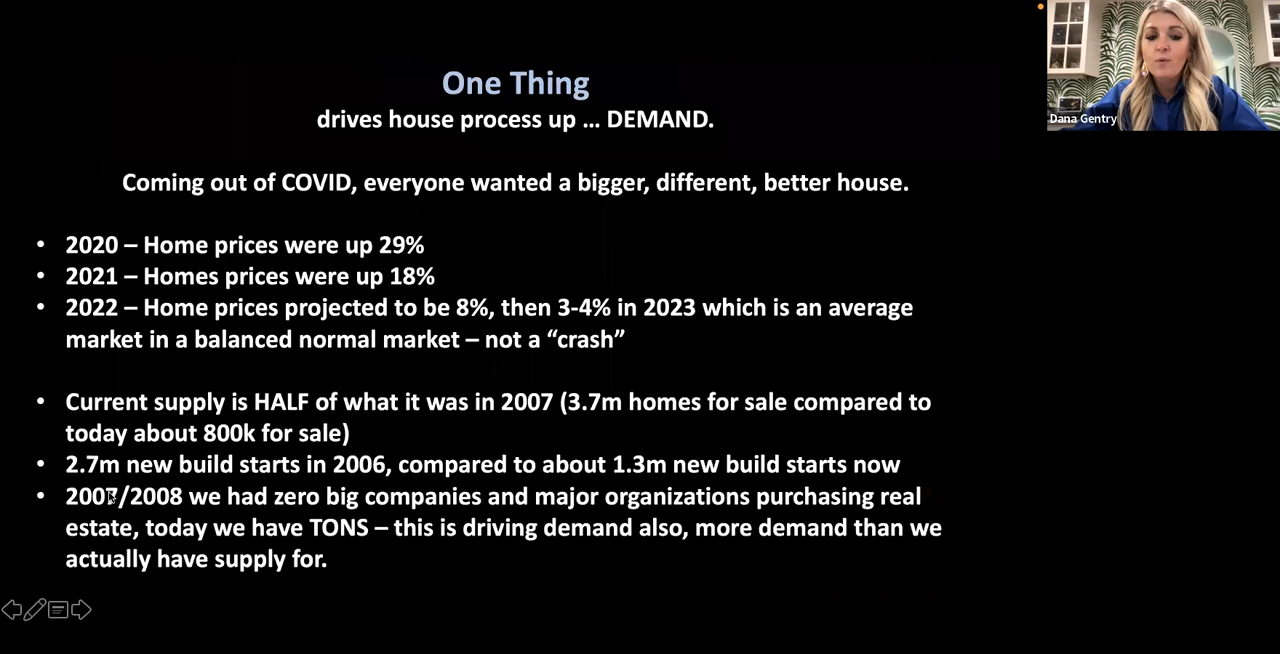 One Thing
drives house process up ... DEMAND.
Dana Gentry
Coming out of COVID, everyone wanted a bigger, different, better house.
• 2020 – Home prices were up 29%
• 2021 – Homes prices were up 18%
• 2022 – Home prices projected to be 8%, then 3-4% in 2023 which is an average
market in a balanced normal market – not a “crash”
• Current supply is HALF of what it was in 2007 (3.7m homes for sale compared to
today about 800k for sale)
• 2.7m new build starts in 2006, compared to about 1.3m new build starts now
• 2007/2008 we had zero big companies and major organizations purchasing real
estate, today we have TONS – this is driving demand also, more demand than we
actually have supply for.